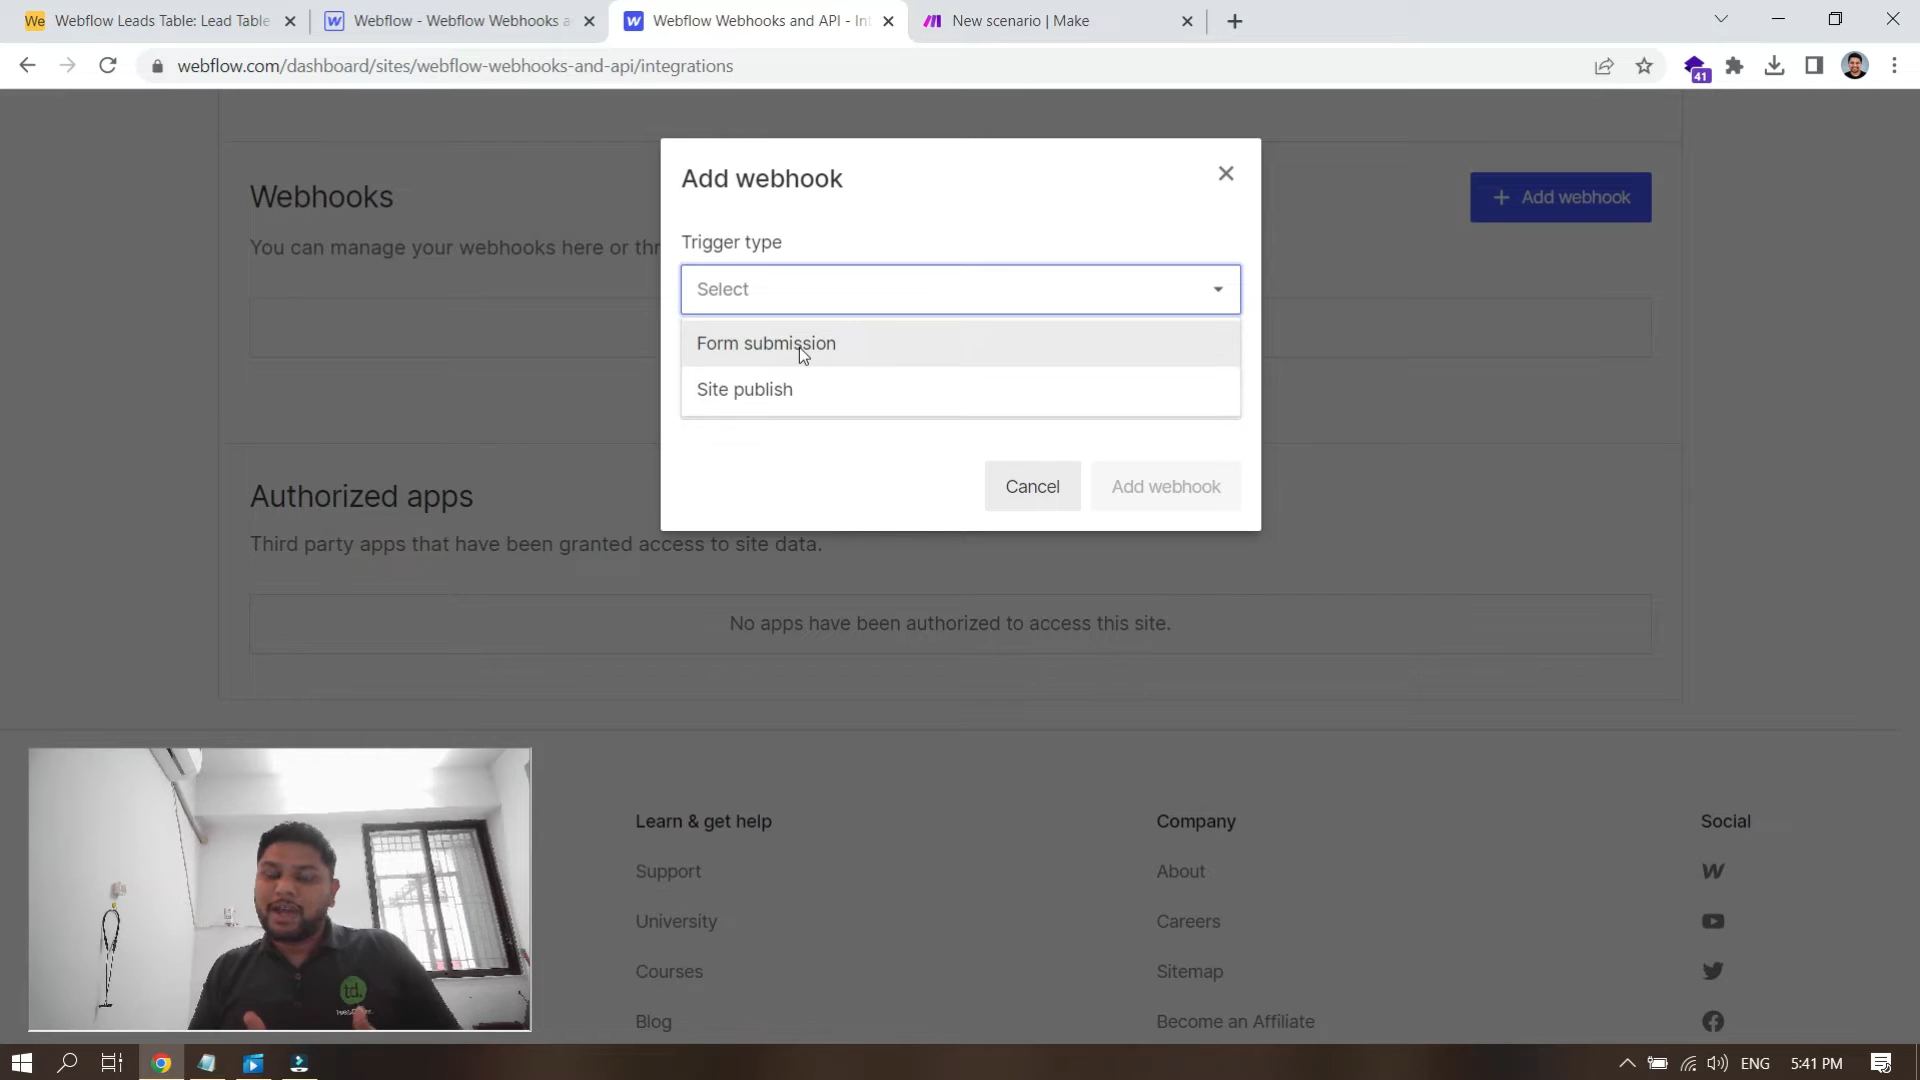 We Webflow Leads Table: Lead Table
Webflow - Webflow Webhooks a
Webflow Webhooks and API - Int
New scenario | Make
webflow.com/dashboard/sites/webflow-webhooks-and-api/integrations
41
Add webhook
Webhooks
+ Add webhook
Trigger type
You can manage your webhooks here or thr
Select
Form submission
Site publish
Cancel
Add webhook
Authorized apps
Third party apps that have been granted access to site data.
No apps have been authorized to access this site.
Learn & get help
Company
Social
Support
About
University
Careers
Courses
Sitemap
Blog
Become an Affiliate
td.
ENG
5:41 PM